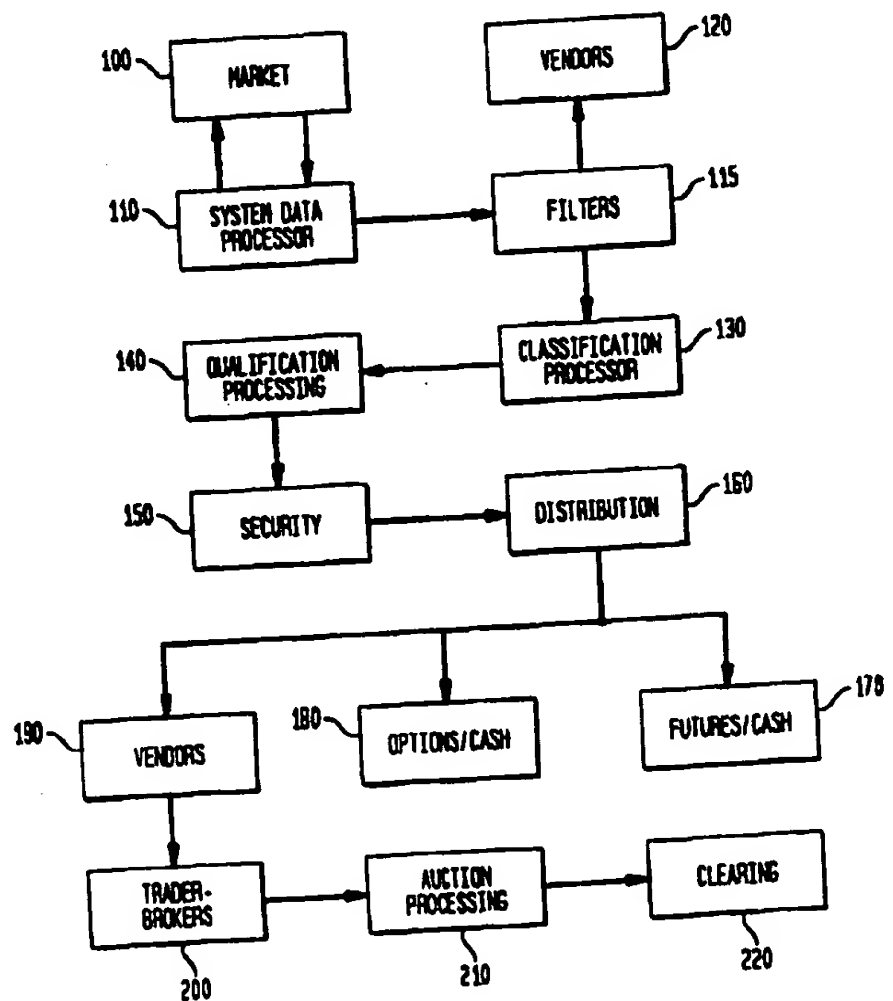 100
MARKET
120
VENDORS
110
SYSTEM DATA
PROCESSOR
115
FILTERS
140
QUALIFICATION
PROCESSING
130
CLASSIFICATION
PROCESSOR
150
SECURITY
160
DISTRIBUTION
190
VENDORS
180
OPTIONS/CASH
170
FUTURES/CASH
TRADER-
BROKERS
200
AUCTION
PROCESSING
210
CLEARING
220